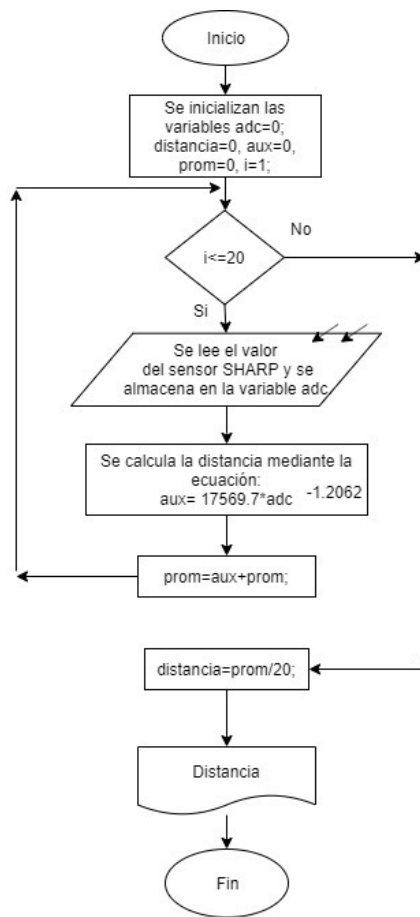 Inicio
Se inicializan las
variables adc=0;
distancia=0, aux=0,
prom=0, i=1;
No
i<=20
Si
Se lee el valor
del sensor SHARP y se
almacena en la variable adc
Se calcula la distancia mediante la
ecuación:
aux= 17569.7*adc -1.2062
prom=aux+prom;
distancia=prom/20;
Distancia
Fin